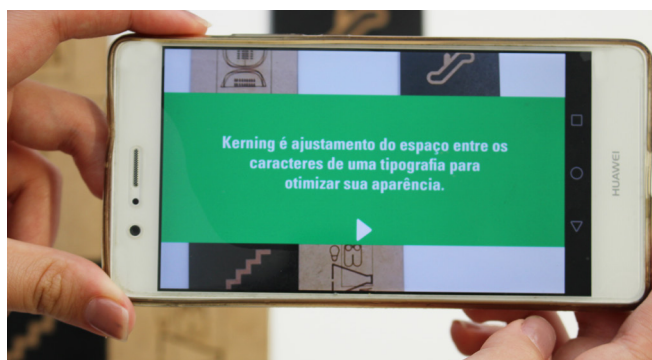 Kerning é ajustamento do espaço entre os
caracteres de uma tipografia para
otimizar sua aparência.
HUAWEI